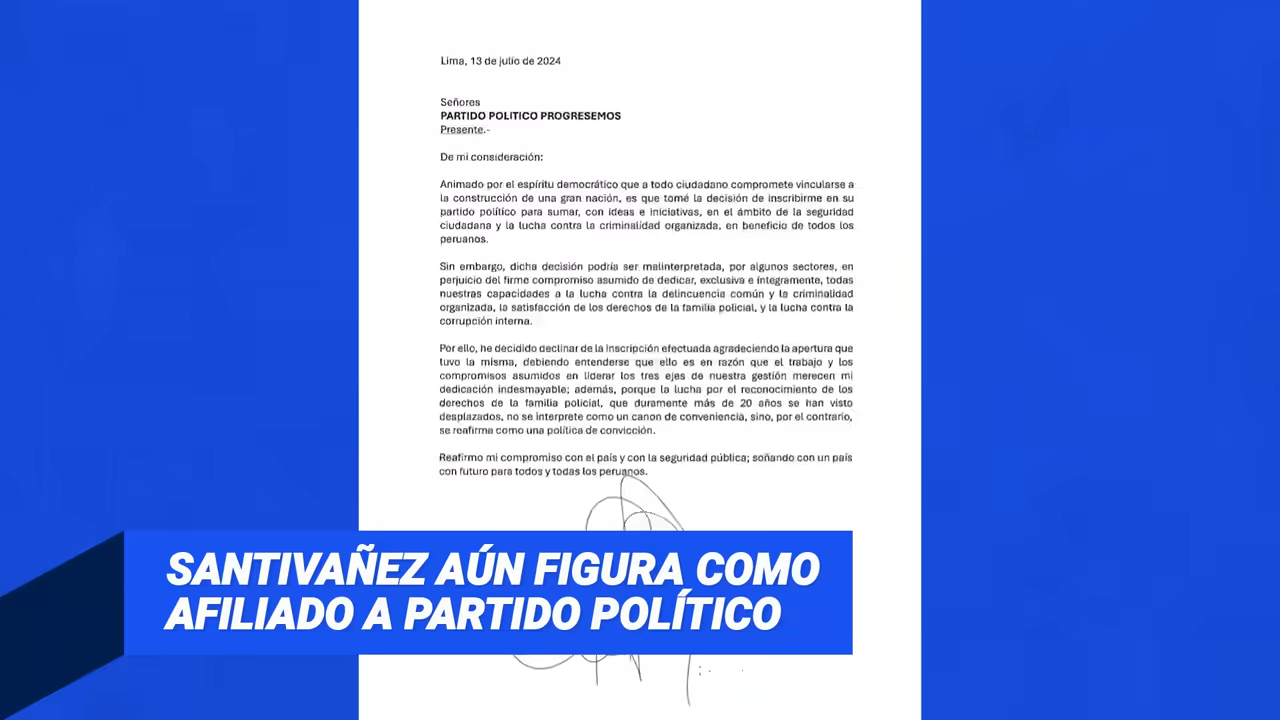 Lima, 13 de julio de 2024
Señores
PARTIDO POLITICO PROGRESEMOS
Presente.-
De mi consideración:
Animado por el espíritu democrático que a todo ciudadano compromete vincularse a
la construcción de una gran nación, es que tomé la decisión de inscribirme en su
partido político para sumar, con ideas e iniciativas, en el ámbito de la seguridad
ciudadana y la lucha contra la criminalidad organizada, en beneficio de todos los
peruanos.
Sin embargo, dicha decisión podría ser malinterpretada, por algunos sectores, en
perjuicio del firme compromiso asumido de dedicar, exclusiva e íntegramente, todas
nuestras capacidades a la lucha contra la delincuencia común y la criminalidad
organizada, la satisfacción de los derechos de la familia policial, y la lucha contra la
corrupción interna.
Por ello, he decidido declinar de la inscripción efectuada agradeciendo la apertura que
tuvo la misma, debiendo entenderse que ello es en razón que el trabajo y los
compromisos asumidos en liderar los tres ejes de nuestra gestión merecen mi
dedicación indesmayable; además, porque la lucha por el reconocimiento de los
derechos de la familia policial, que duramente más de 20 años se han visto
desplazados, no se interprete como un canon de conveniencia, sino, por el contrario,
se reafirma como una política de convicción.
Reafirmo mi compromiso con el país y con la seguridad pública; soñando con un país
con futuro para todos y todas los peruanos.
SANTIVAÑEZ AÚN FIGURA COMO
AFILIADO A PARTIDO POLÍTICO